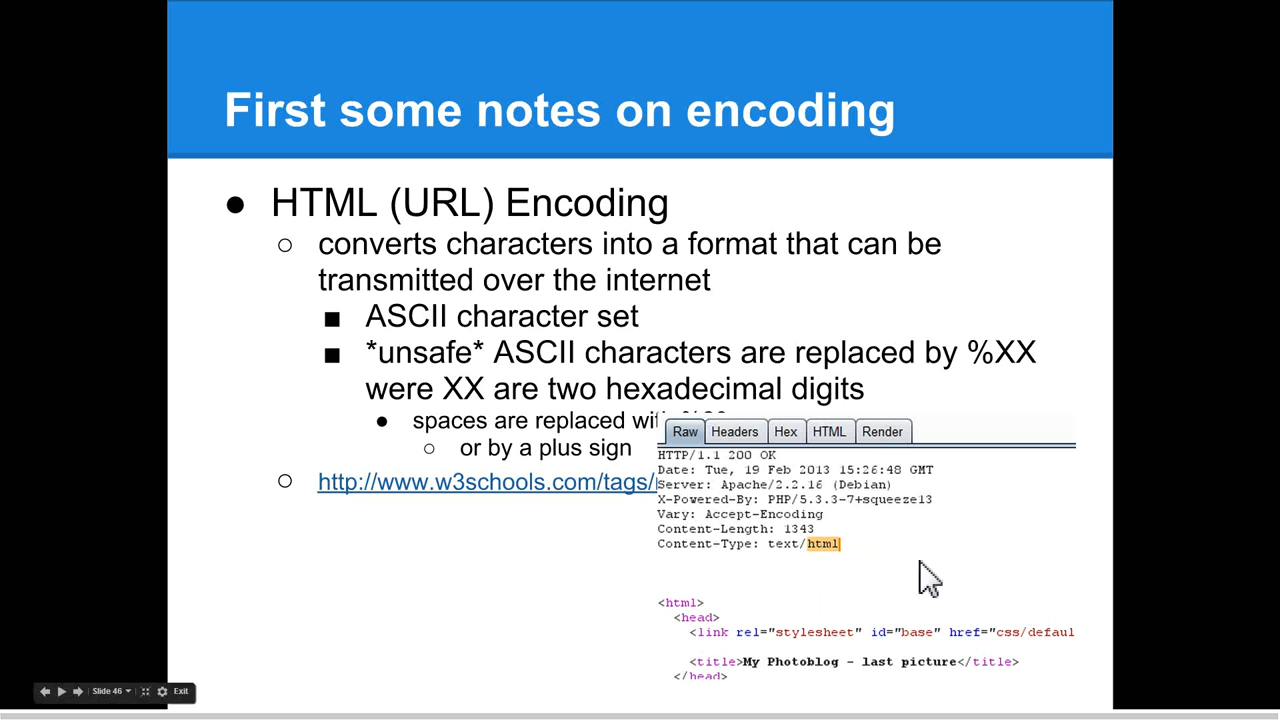 First some notes on encoding
● HTML (URL) Encoding
○ converts characters into a format that can be
transmitted over the internet
■ ASCII character set
■ *unsafe* ASCII characters are replaced by %XX
were XX are two hexadecimal digits
● spaces are replaced with %20
○ or by a plus sign
○ http://www.w3schools.com/tags/
Raw Headers Hex HTML Render
HTTP/1.1 200 OK
Date: Tue, 19 Feb 2013 15:26:48 GMT
Server: Apache/2.2.16 (Debian)
X-Powered-By: PHP/5.3.3-7+squeeze13
Vary: Accept-Encoding
Content-Length: 1343
Content-Type: text/html
<html>
<head>
<link rel="stylesheet" id="base" href="css/defaul
<title>My Photoblog - last picture</title>
</head>
Slide 46 Exit